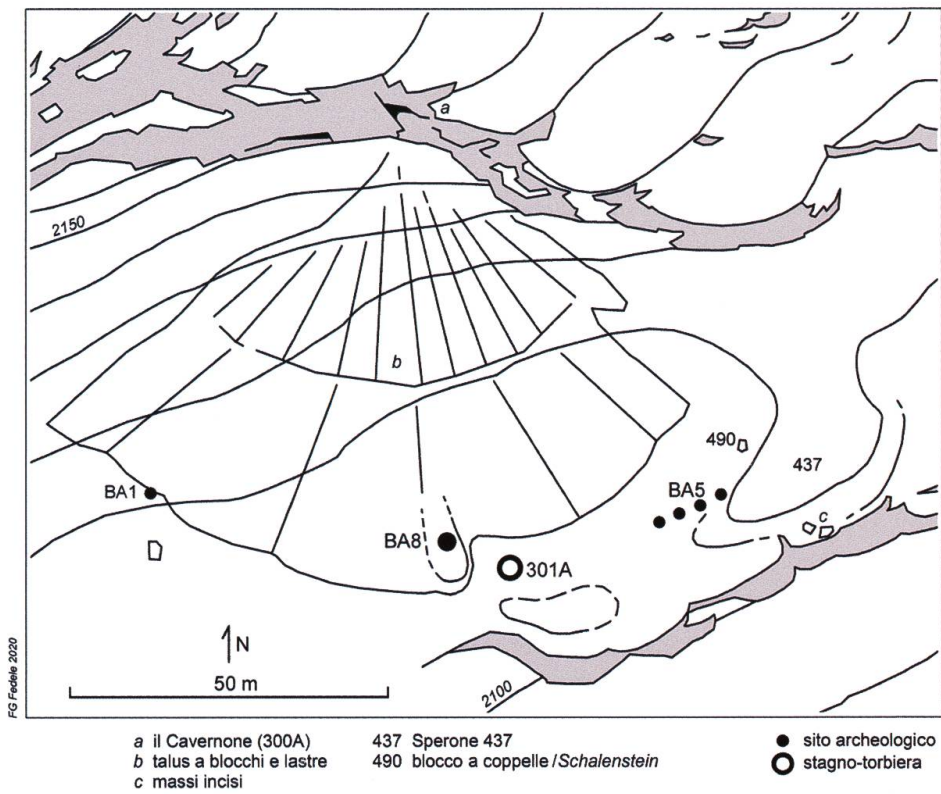 a
2150
b
490
437
BA1
BA5
c
BA8
301A
N
50 m
2100
FG Fedele 2020
a il Cavernone (300A)
b talus a blocchi e lastre
c massi incisi
437 Sperone 437
490 blocco a coppelle / Schalenstein
sito archeologico
stagno-torbiera